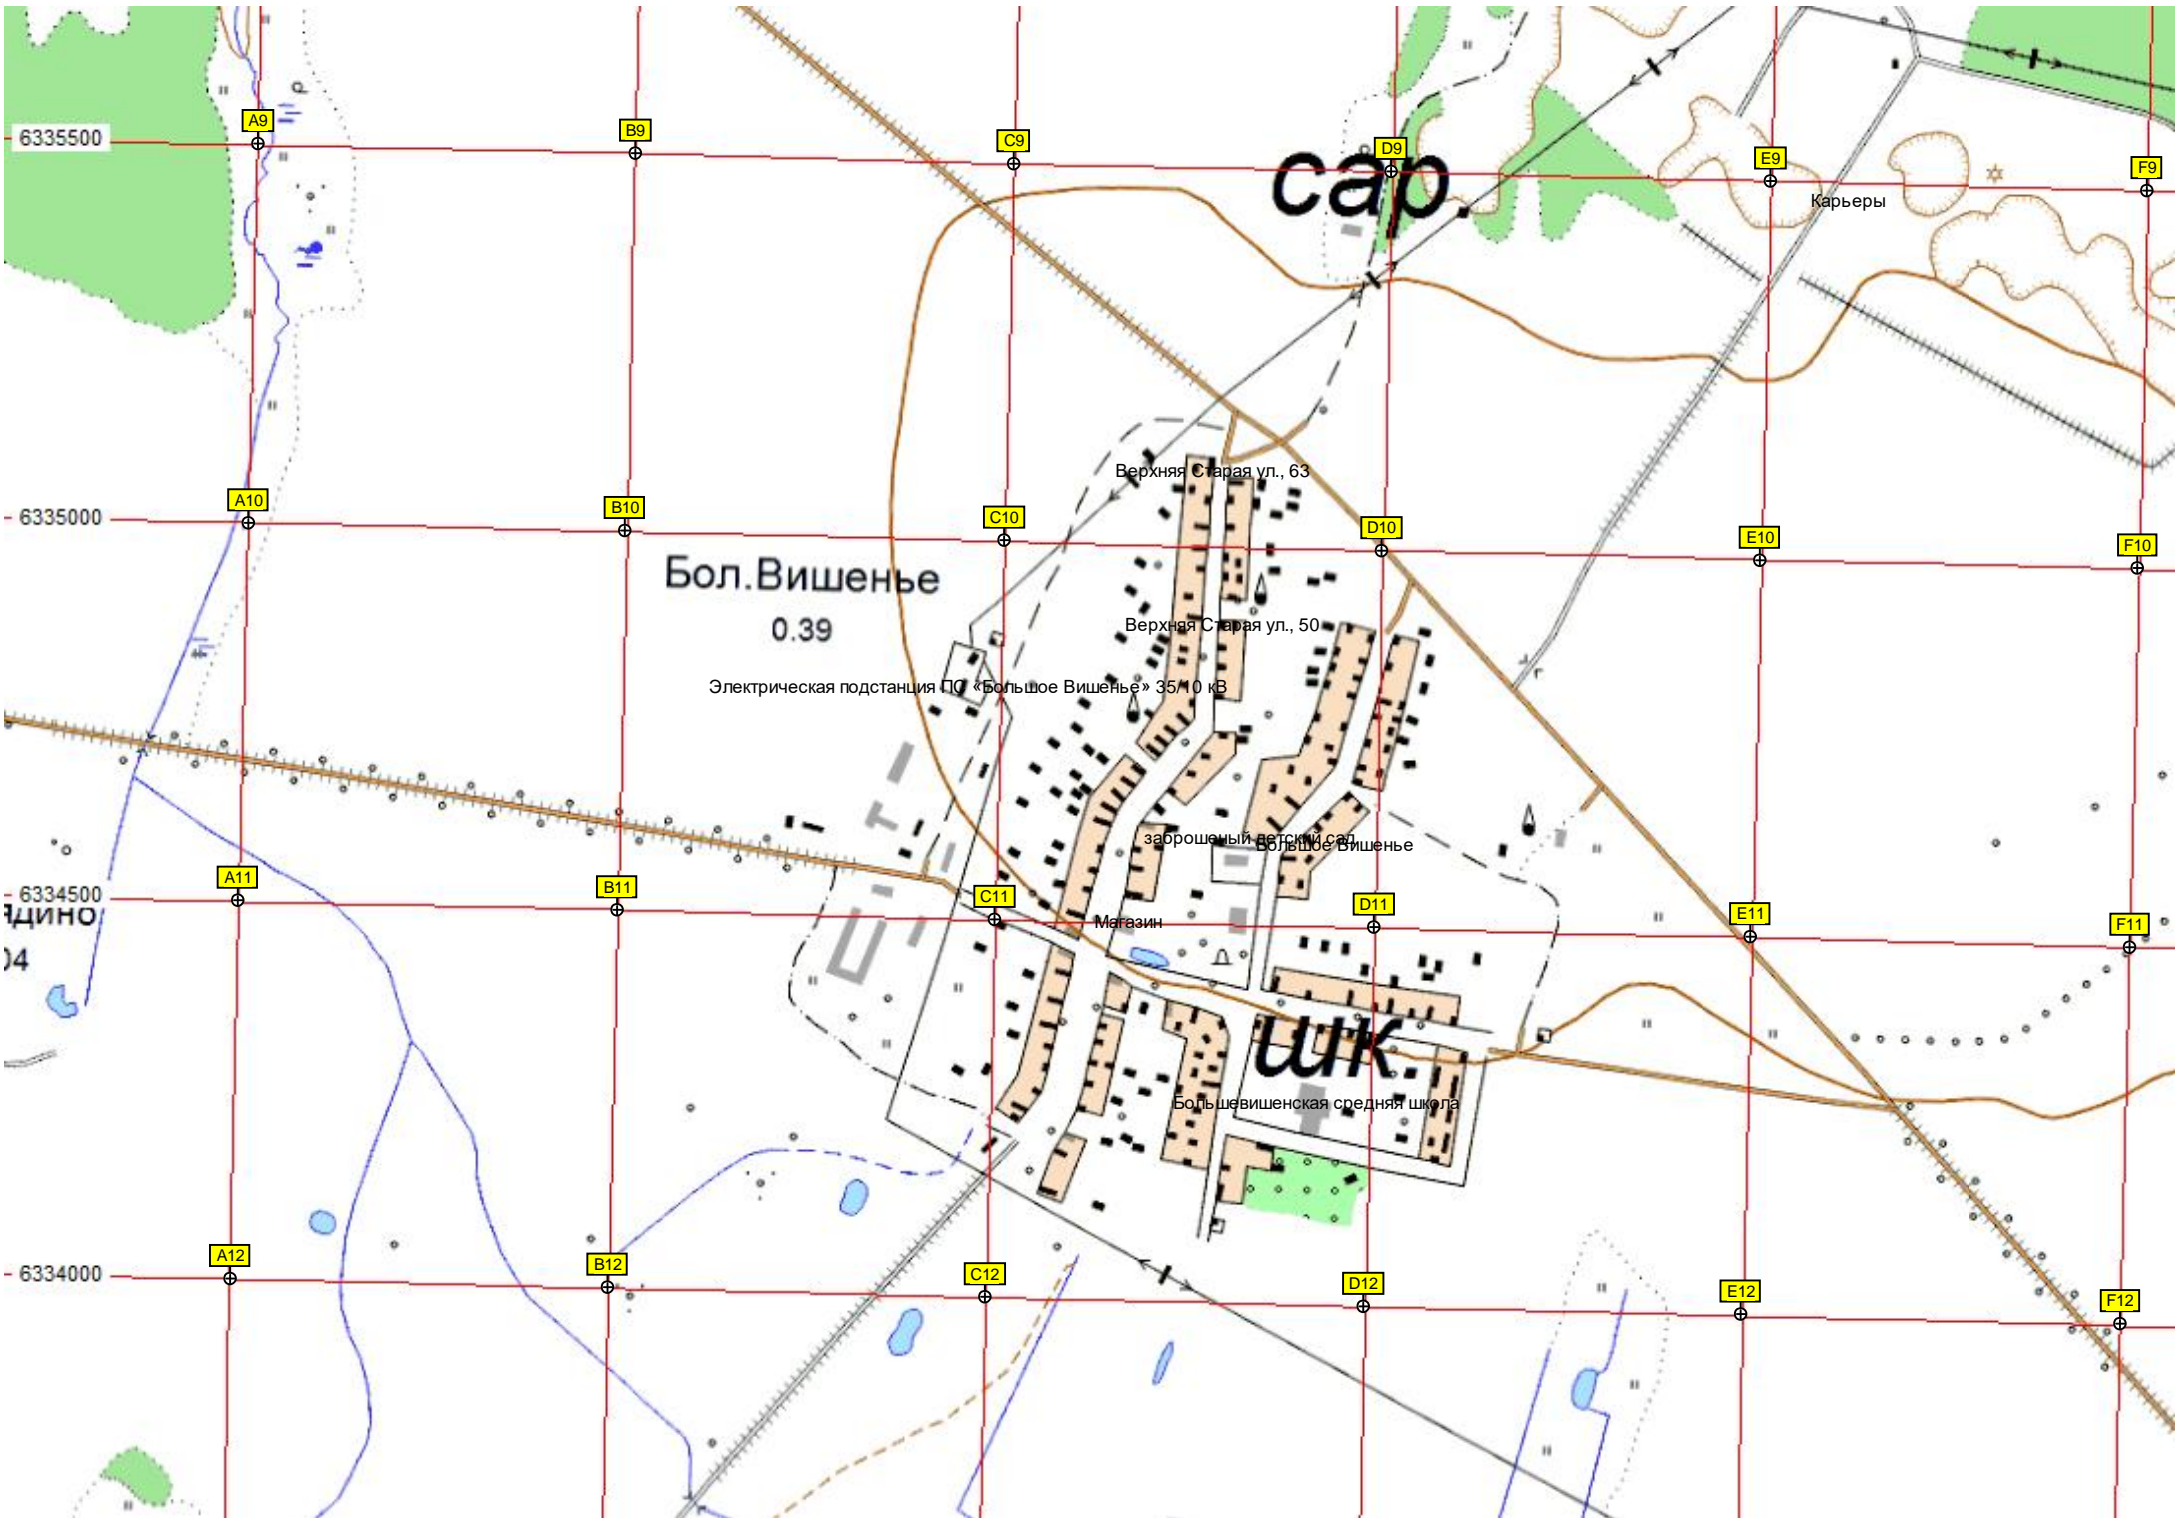 A9
B9
C9
D9
E9
F9
6335500
сар
Карьеры
Верхняя Старая ул., 63
A10
B10
C10
D10
E10
F10
6335000
Бол.Вишенье
0.39
Верхняя Старая ул., 50
Электрическая подстанция ПС «Большое Вишенье» 35/10 кВ
заброшеный детский сад
Большое Вишенье
A11
B11
C11
D11
E11
F11
6334500
ядино
04
Магазин
шк
Большевишенская средняя школа
A12
B12
C12
D12
E12
F12
6334000